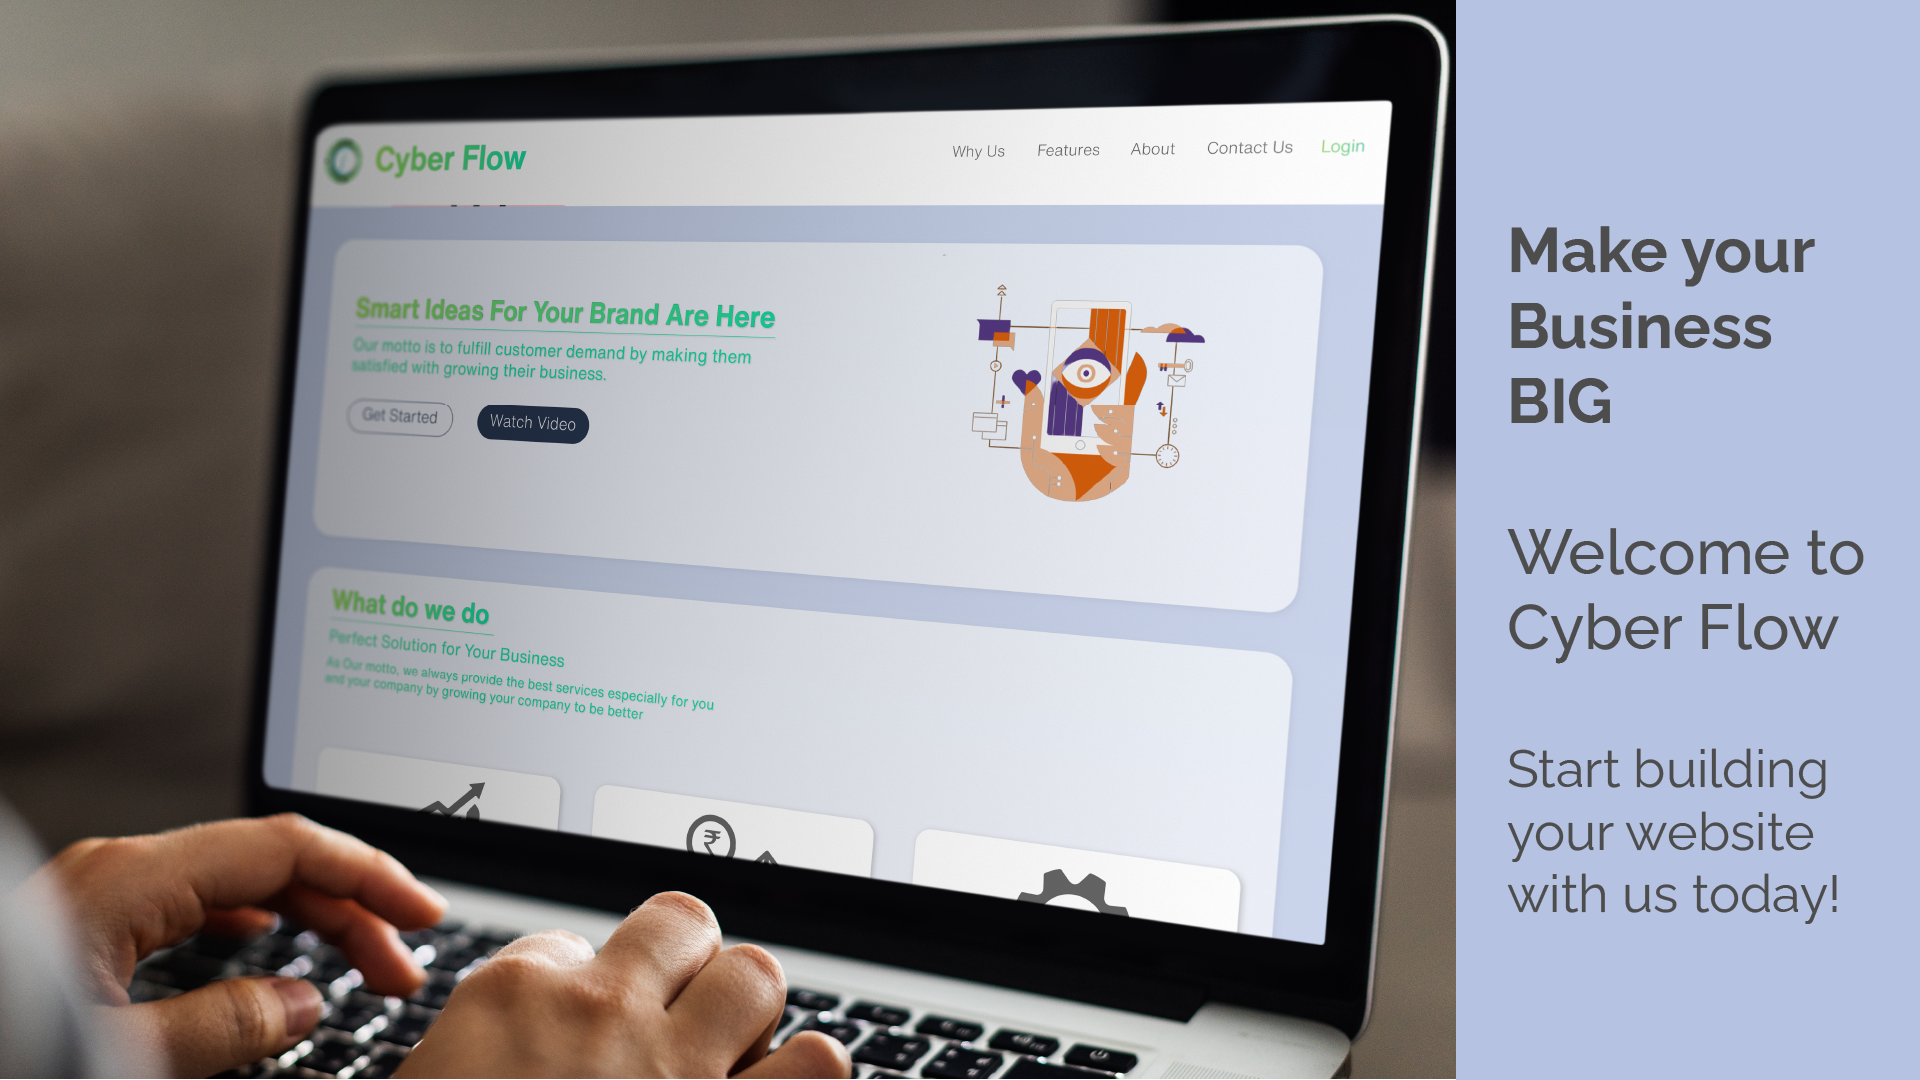 Cyber Flow
Why Us
Features
About
Contact Us
Login
Smart Ideas For Your Brand Are Here
Our motto is to fulfill customer demand by making them
satisfied with growing their business.
Get Started
Watch Video
What do we do
Perfect Solution for Your Business
As Our motto, we always provide the best services especially for you
and your company by growing your company to be better
₹
Make your
Business
BIG
Welcome to
Cyber Flow
Start building
your website
with us today!